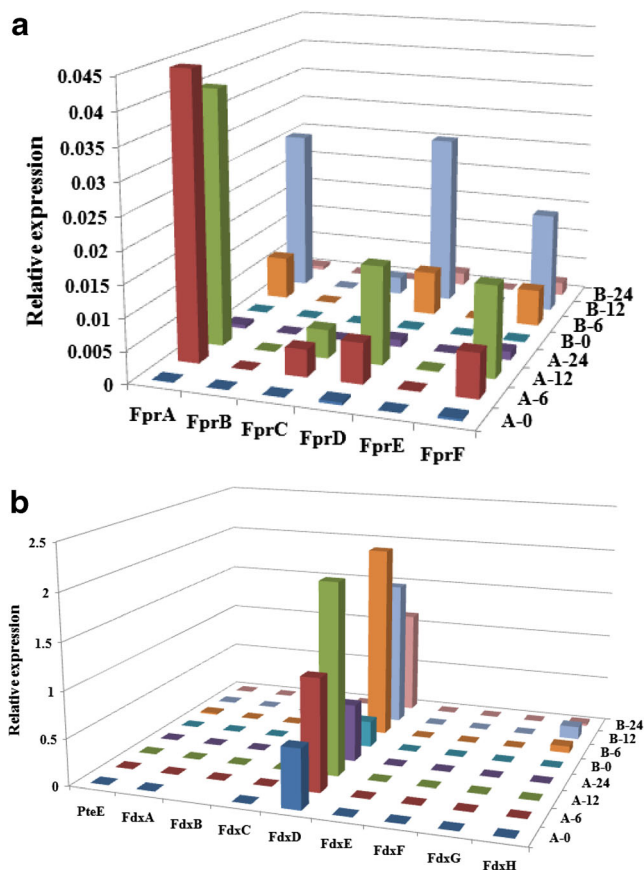 a
Relative expression
0.045
0.04
0.035
0.03
0.025
0.02
0.015
0.01
0.005
0
FprA
FprB
FprC
FprD
FprE
FprF
B-24
B-12
B-6
B-0
A-24
A-12
A-6
A-0
b
Relative expression
2.5
2
1.5
1
0.5
0
PteE
FdxA
FdxB
FdxC
FdxD
FdxE
FdxF
FdxG
FdxH
B-24
B-12
B-6
B-0
A-24
A-12
A-6
A-0